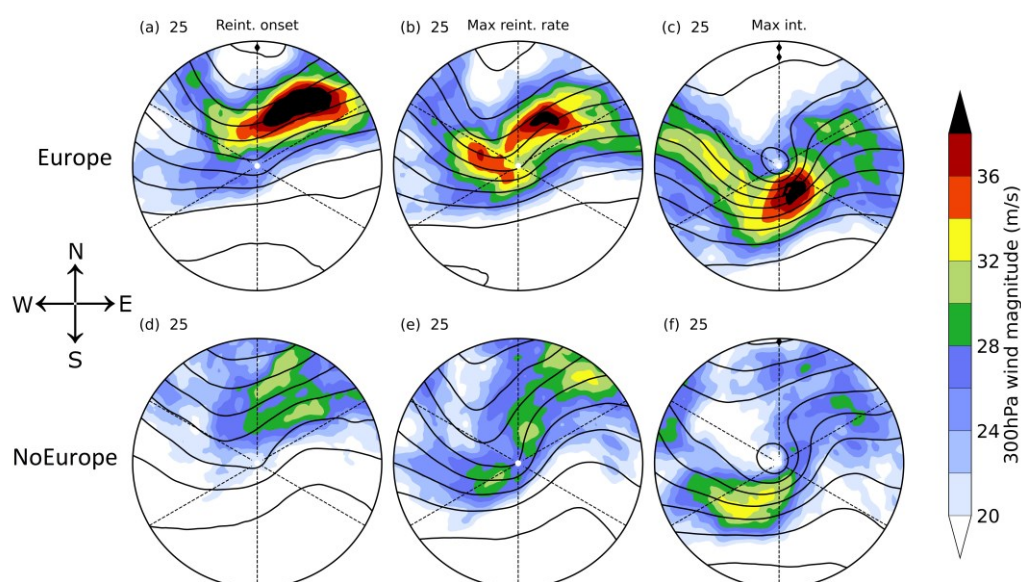 (a) 25 Reint. onset
(b) 25 Max reint. rate
(c) 25 Max int.
Europe
N
W E
S
(d) 25
(e) 25
(f) 25
NoEurope
36
32
28
24
20
300hPa wind magnitude (m/s)